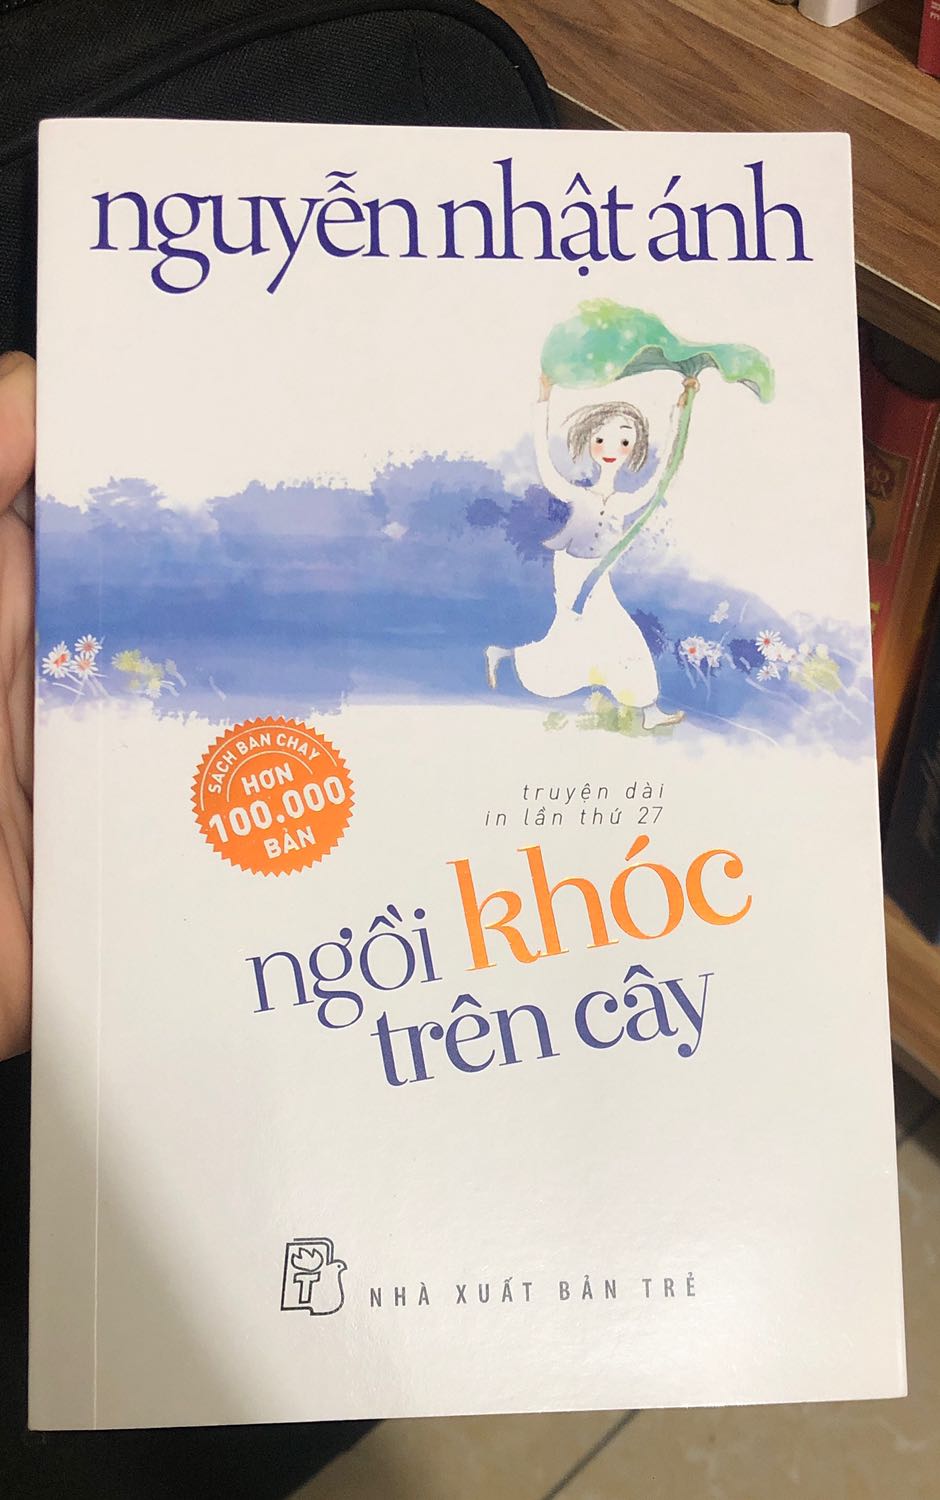 nguyễn nhật ánh
SÁCH BÁN CHẠY
HƠN
100.000
BẢN
truyện dài
in lần thứ 27
ngồi khóc
trên cây
T
NHÀ XUẤT BẢN TRẺ